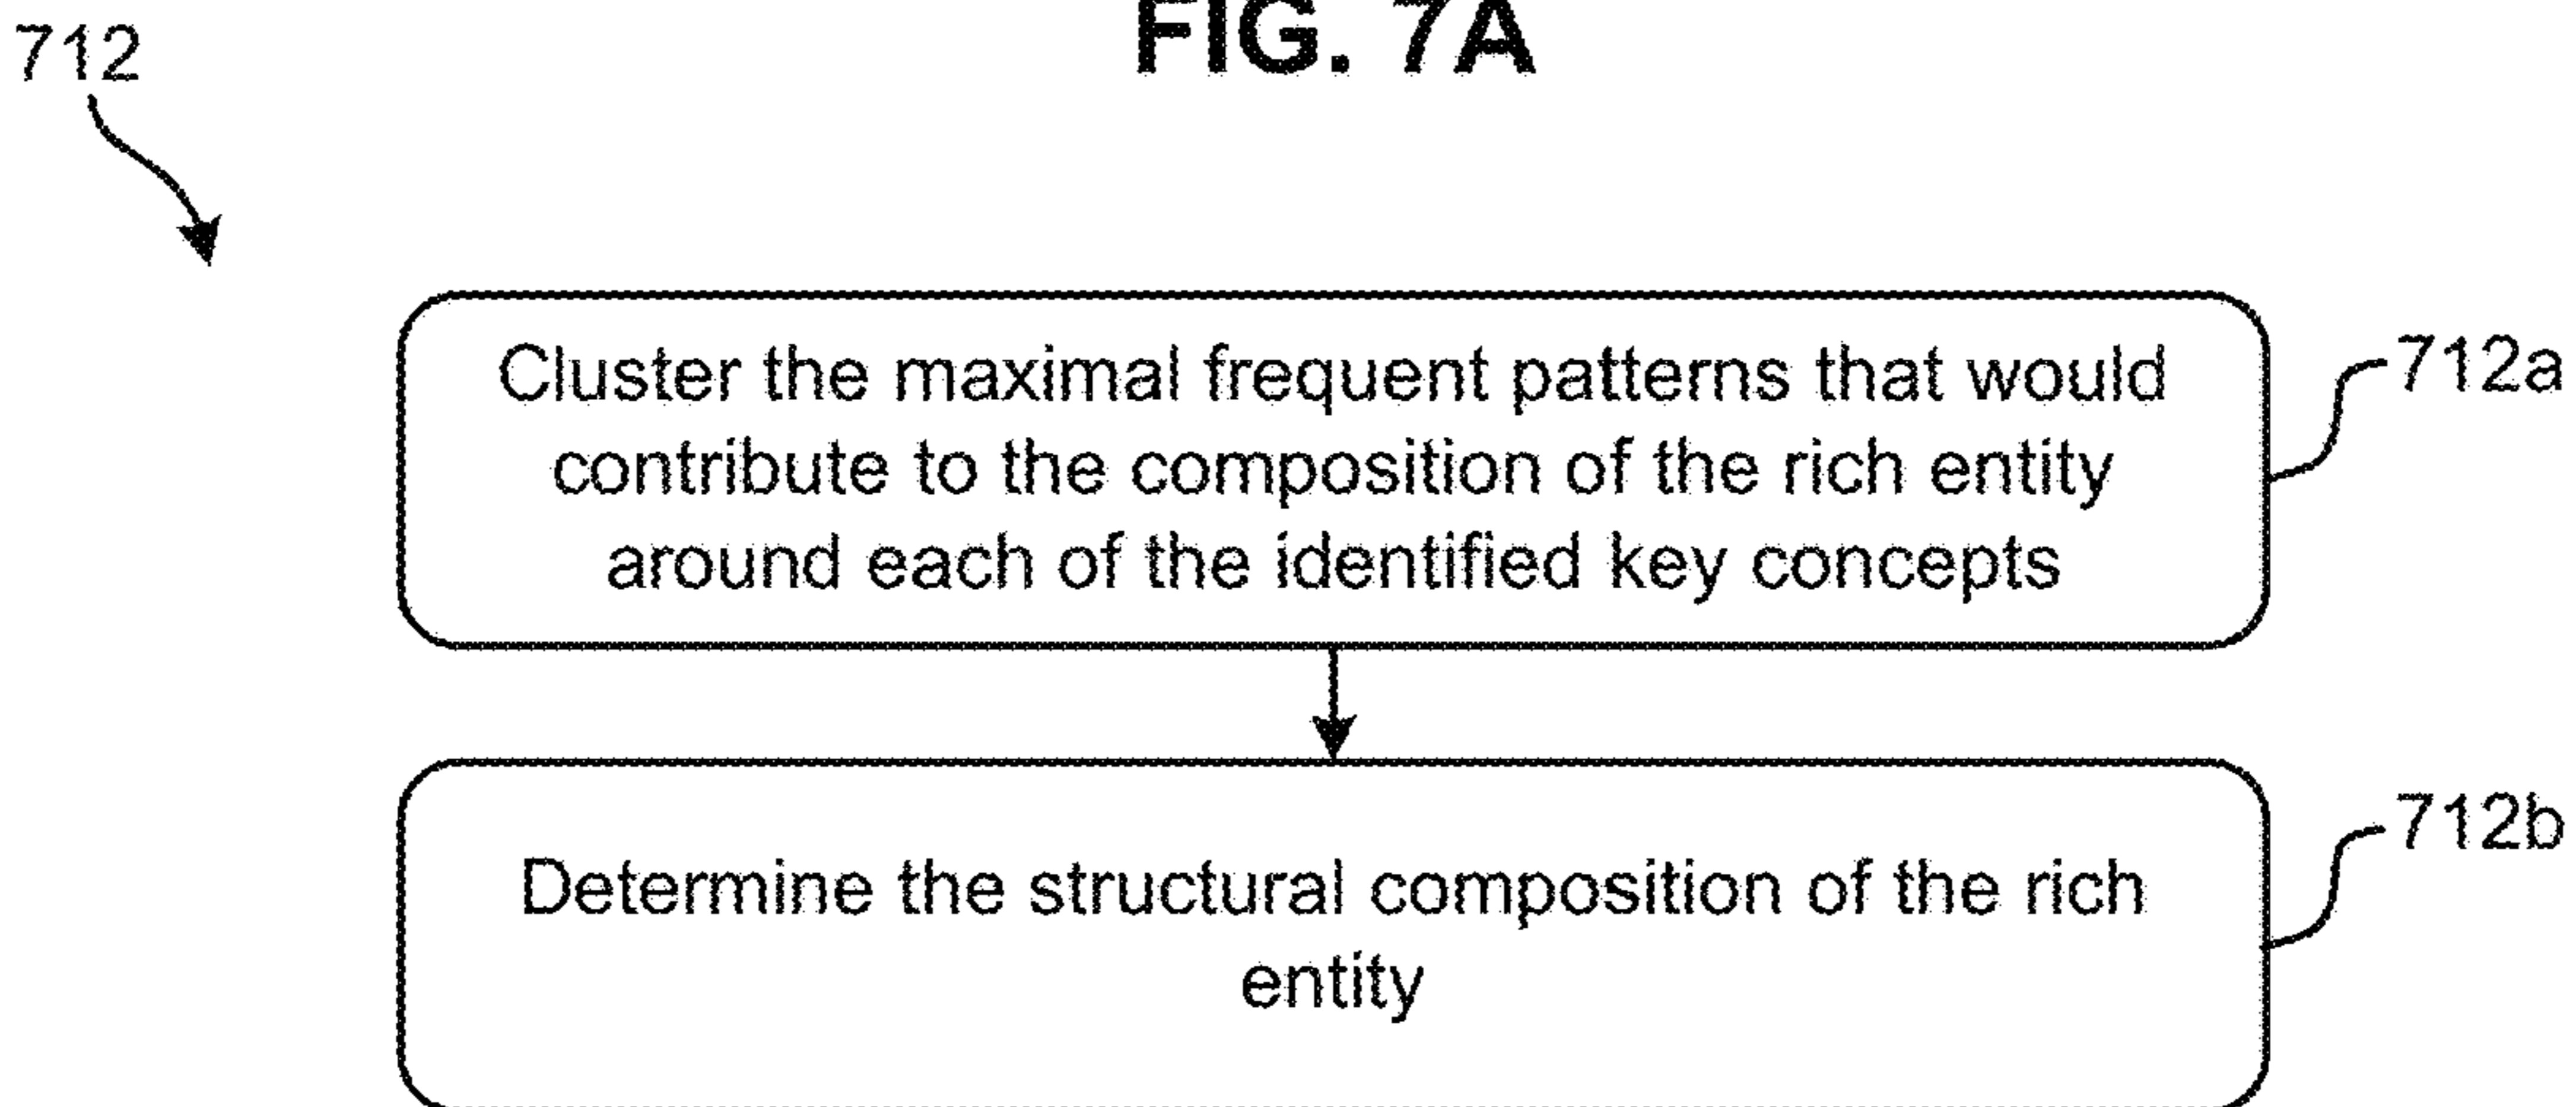 FIG. 7A
712
Cluster the maximal frequent patterns that would
contribute to the composition of the rich entity
around each of the identified key concepts
712a
Determine the structural composition of the rich
entity
712b